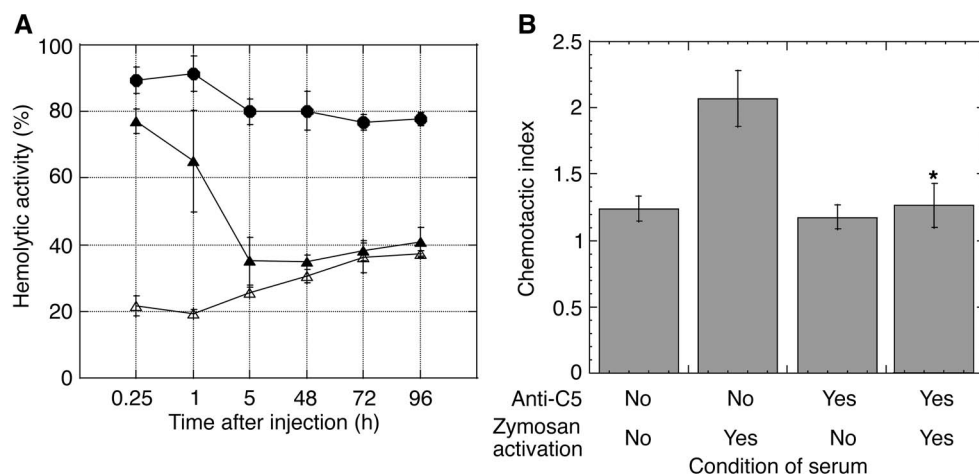 A
Hemolytic activity (%)
100
80
60
40
20
0
0.25 1 5 48 72 96
Time after injection (h)
B
Chemotactic index
2.5
2
1.5
1
0.5
0
*
Anti-C5 No No Yes Yes
Zymosan activation No Yes No Yes
Condition of serum